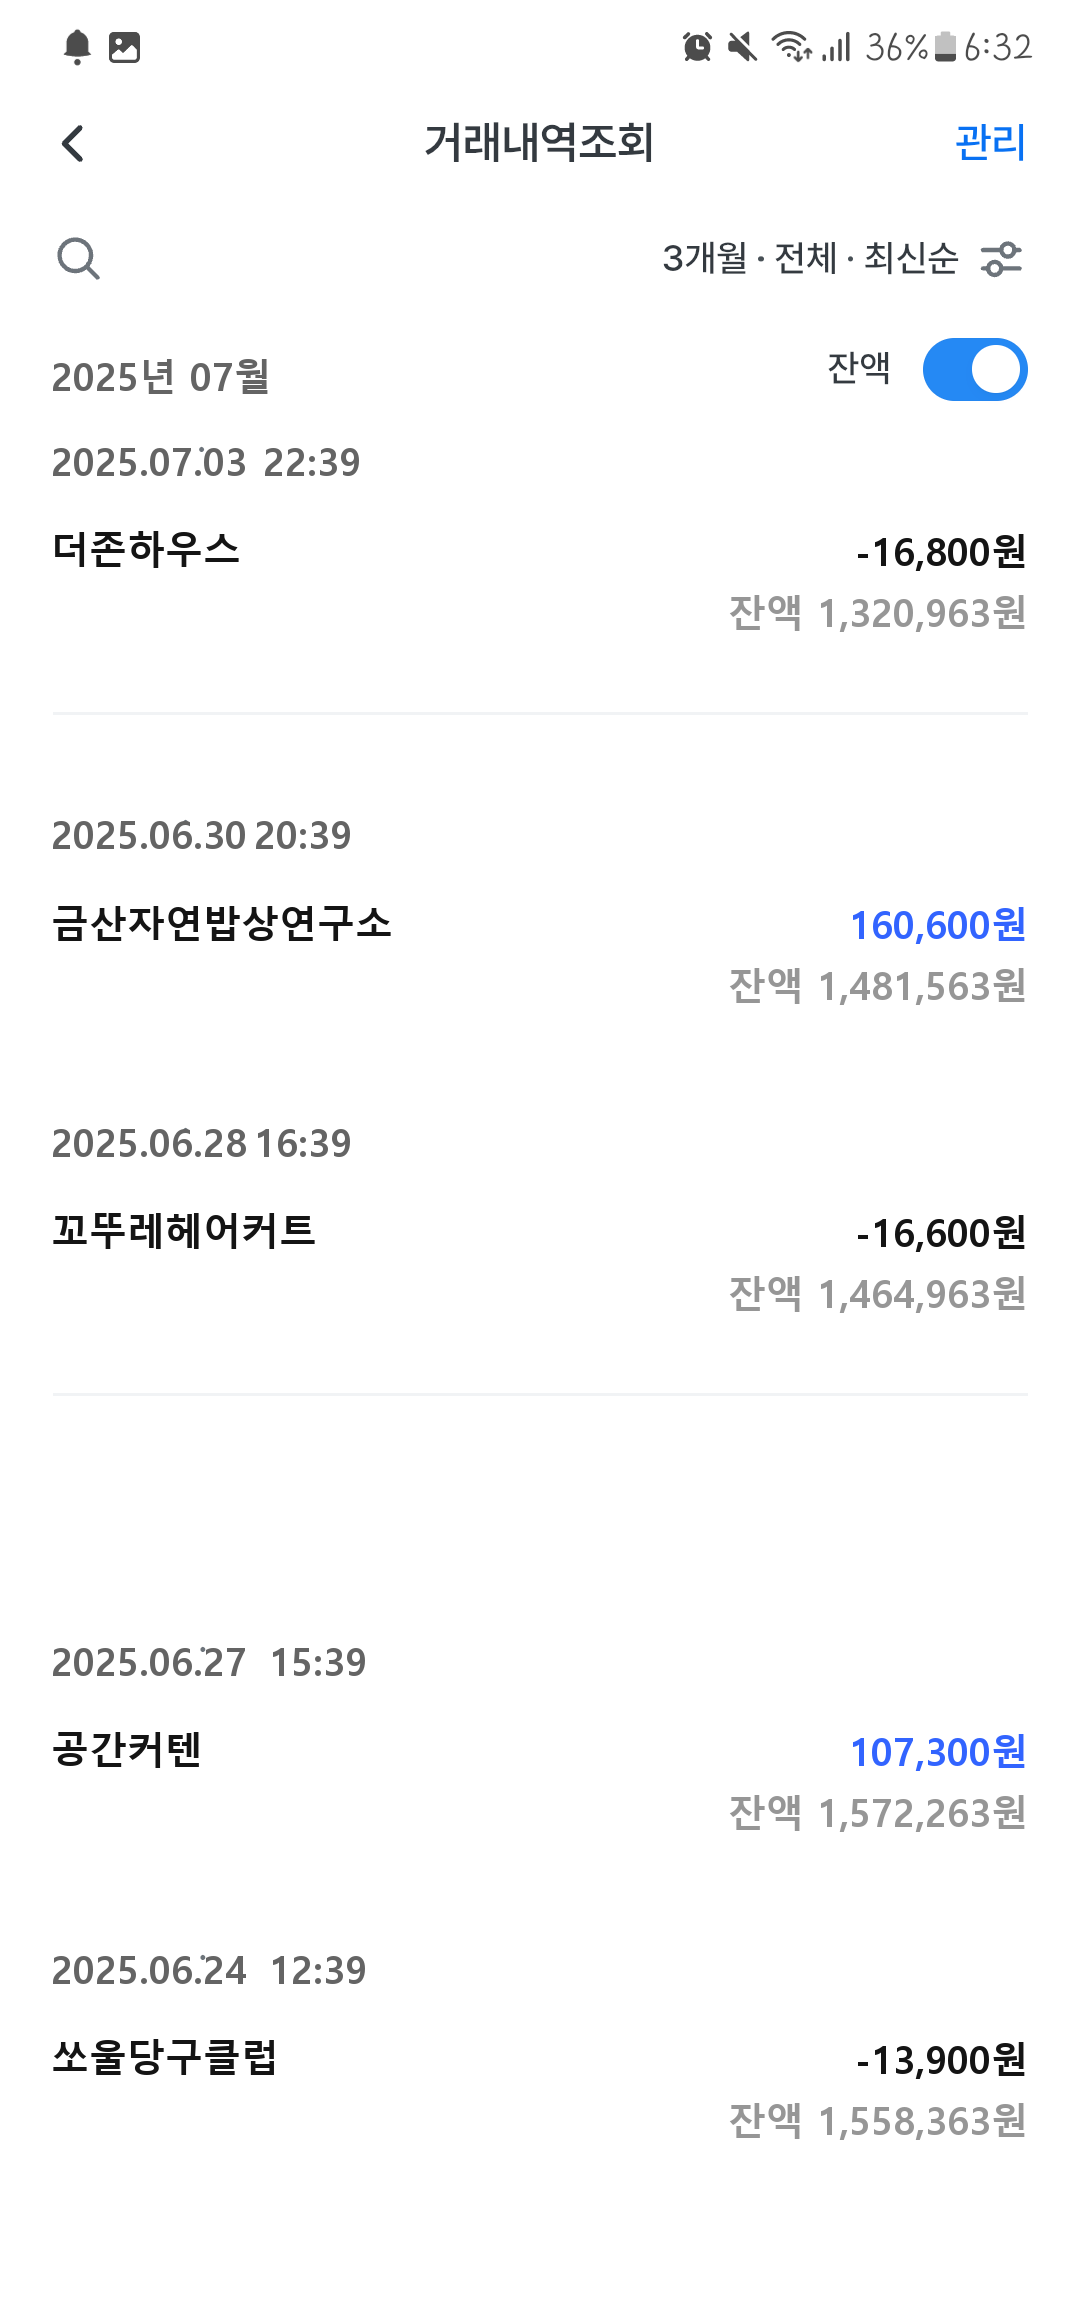 36% 6:32
거래내역조회 관리
3개월 · 전체 · 최신순
2025년 07월 잔액
2025.07.03 22:39
더존하우스 -16,800원
잔액 1,320,963원
2025.06.30 20:39
금산자연밥상연구소 160,600원
잔액 1,481,563원
2025.06.28 16:39
꼬뚜레헤어커트 -16,600원
잔액 1,464,963원
2025.06.27 15:39
공간커텐 107,300원
잔액 1,572,263원
2025.06.24 12:39
쏘울당구클럽 -13,900원
잔액 1,558,363원